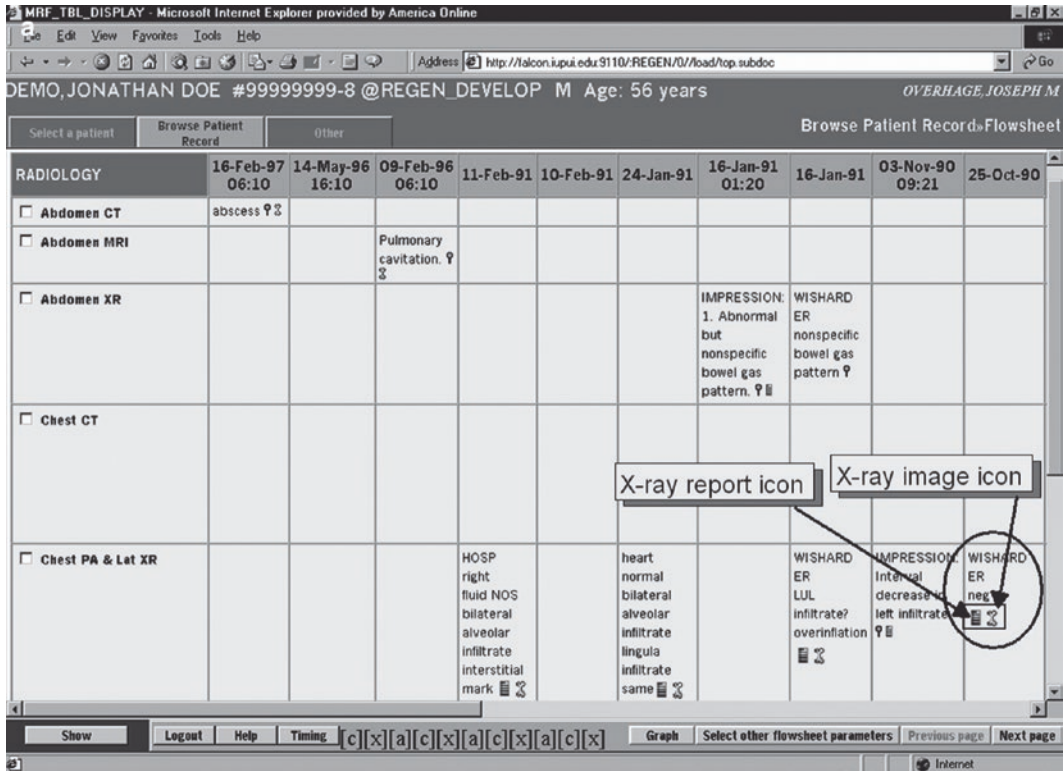 MRF_TBL_DISPLAY - Microsoft Internet Explorer provided by America Online
a
Edit View Favorites Tools Help
Address http://falcon.iupui.edu:9110/:REGEN/0//load/top.subdoc Go
DEMO, JONATHAN DOE #99999999-8 @REGEN_DEVELOP M Age: 56 years OVERHAGE, JOSEPH M
Select a patient
Browse Patient
Record
Other
Browse Patient Record»Flowsheet
RADIOLOGY
16-Feb-97
06:10
14-May-96
16:10
09-Feb-96
06:10
11-Feb-91
10-Feb-91
24-Jan-91
16-Jan-91
01:20
16-Jan-91
03-Nov-90
09:21
25-Oct-90
Abdomen CT
abscess
Abdomen MRI
Pulmonary
cavitation.
Abdomen XR
IMPRESSION:
1. Abnormal
but
nonspecific
bowel gas
pattern.
WISHARD
ER
nonspecific
bowel gas
pattern
Chest CT
X-ray report icon
X-ray image icon
Chest PA & Lat XR
HOSP
right
fluid NOS
bilateral
alveolar
infiltrate
interstitial
mark
heart
normal
bilateral
alveolar
infiltrate
lingula
infiltrate
same
WISHARD
ER
LUL
infiltrate?
overinflation
IMPRESSION:
Interval
decrease in
left infiltrate
WISHARD
ER
neg
Show Logout Help Timing [c][x][a][c][x][a][c][x][a][c][x] Graph Select other flowsheet parameters Previous page Next page
Internet